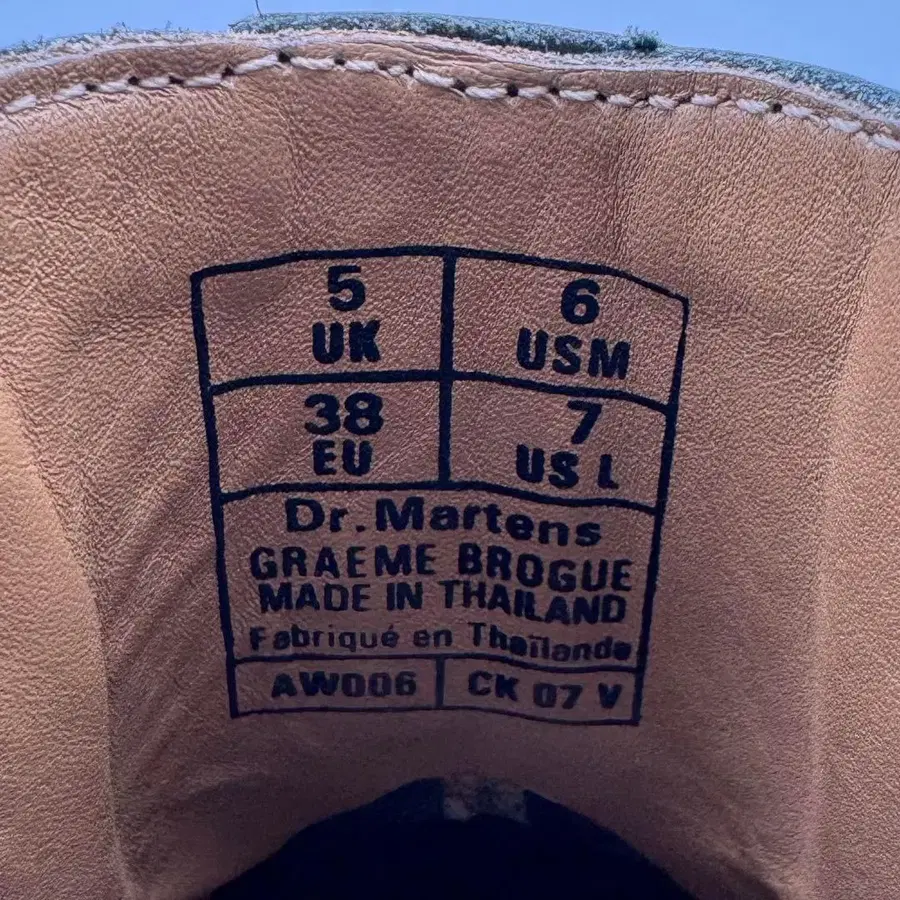 5 UK
6 USM
38 EU
7 US L
Dr. Martens
GRAEME BROGUE
MADE IN THAILAND
Fabriqué en Thaïlande
AW006
CK 07 V